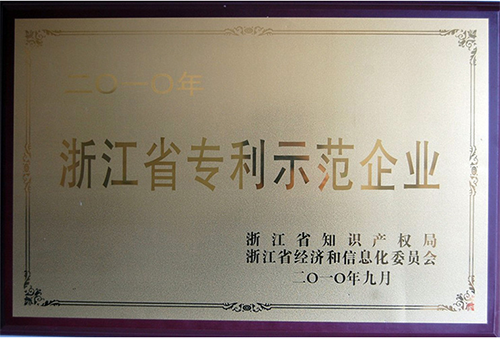 二〇一〇年
浙江省专利示范企业
浙江省知识产权局
浙江省经济和信息化委员会
二〇一〇年九月